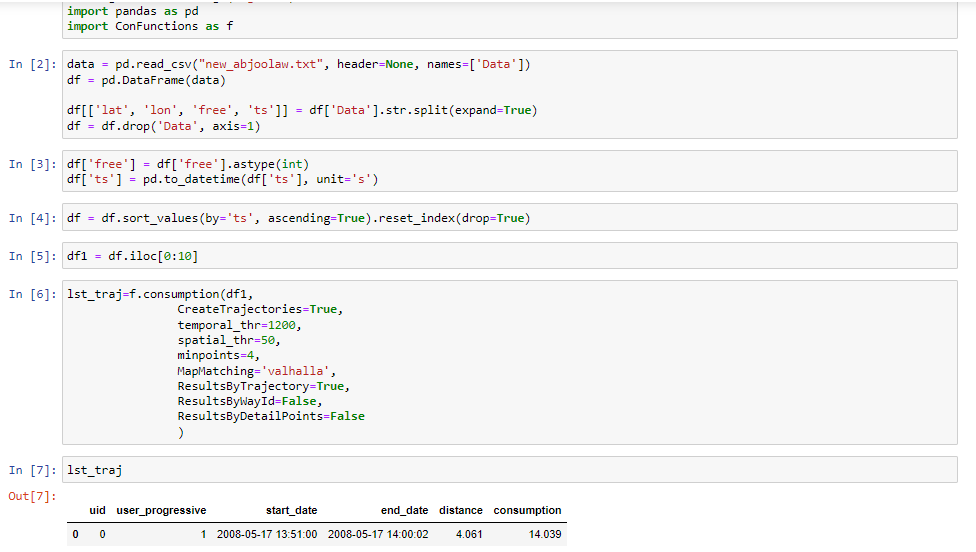 import pandas as pd
import ConFunctions as f
In [2]: data = pd.read_csv("new_abjoolaw.txt", header=None, names=['Data'])
df = pd.DataFrame(data)
df[['lat', 'lon', 'free', 'ts']] = df['Data'].str.split(expand=True)
df = df.drop('Data', axis=1)
In [3]: df['free'] = df['free'].astype(int)
df['ts'] = pd.to_datetime(df['ts'], unit='s')
In [4]: df = df.sort_values(by='ts', ascending=True).reset_index(drop=True)
In [5]: df1 = df.iloc[0:10]
In [6]: lst_traj=f.consumption(df1,
CreateTrajectories=True,
temporal_thr=1200,
spatial_thr=50,
minpoints=4,
MapMatching='valhalla',
ResultsByTrajectory=True,
ResultsByWayId=False,
ResultsByDetailPoints=False
)
In [7]: lst_traj
Out[7]:
uid user_progressive start_date end_date distance consumption
0 0 1 2008-05-17 13:51:00 2008-05-17 14:00:02 4.061 14.039